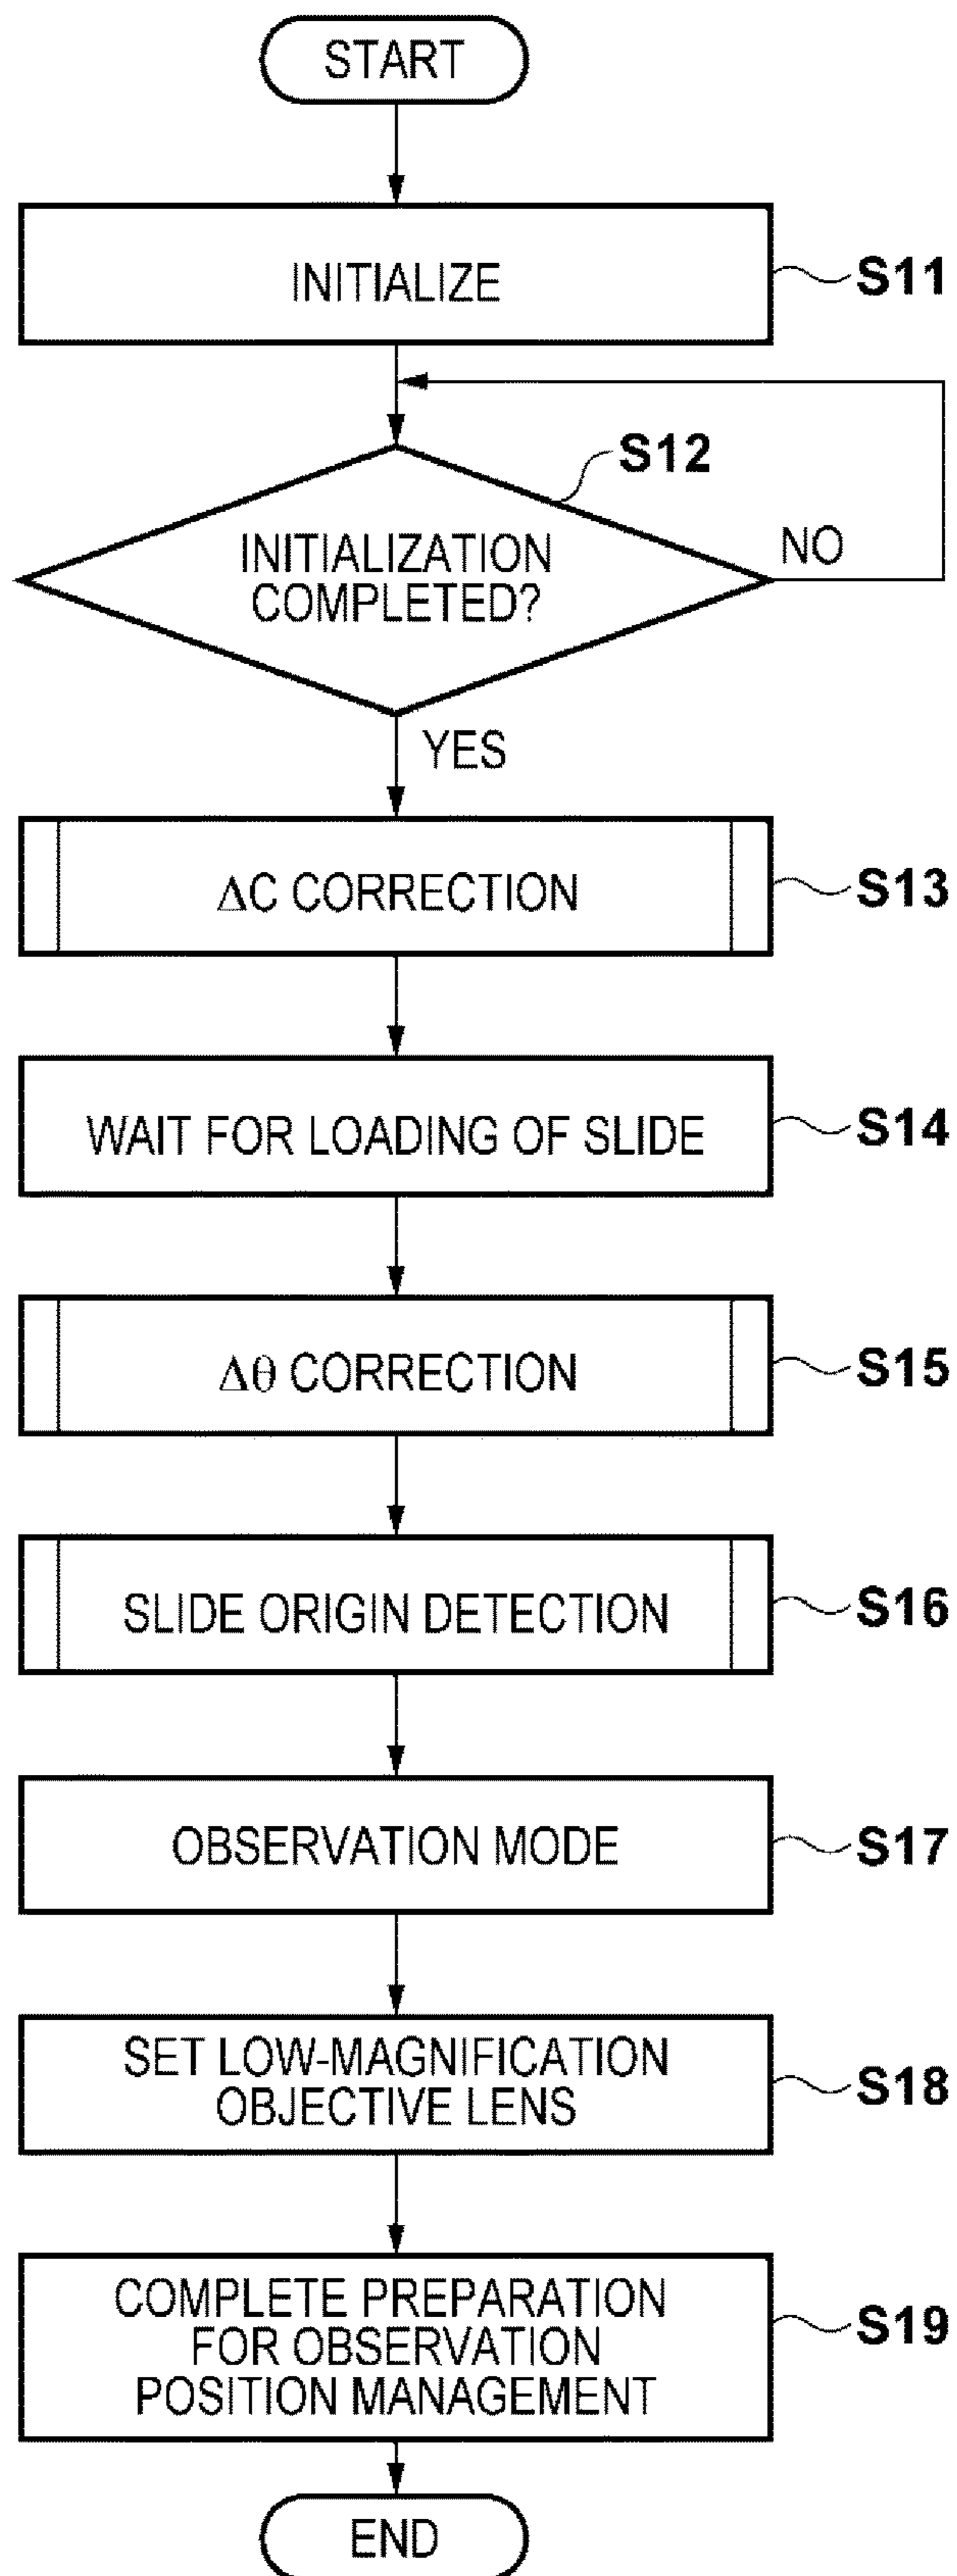 START
INITIALIZE
S11
S12
INITIALIZATION
COMPLETED?
NO
YES
ΔC CORRECTION
S13
WAIT FOR LOADING OF SLIDE
S14
Δθ CORRECTION
S15
SLIDE ORIGIN DETECTION
S16
OBSERVATION MODE
S17
SET LOW-MAGNIFICATION
OBJECTIVE LENS
S18
COMPLETE PREPARATION
FOR OBSERVATION
POSITION MANAGEMENT
S19
END